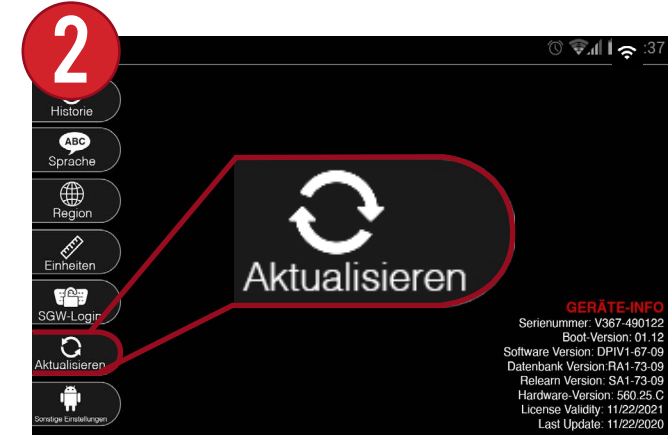 2
:37
Historie
ABC
Sprache
Region
Einheiten
SGW-Login
Aktualisieren
Sonstige Einstellungen
Aktualisieren
GERÄTE-INFO
Serienummer: V367-490122
Boot-Version: 01.12
Software Version: DPIV1-67-09
Datenbank Version:RA1-73-09
Relearn Version: SA1-73-09
Hardware-Version: 560.25.C
License Validity: 11/22/2021
Last Update: 11/22/2020